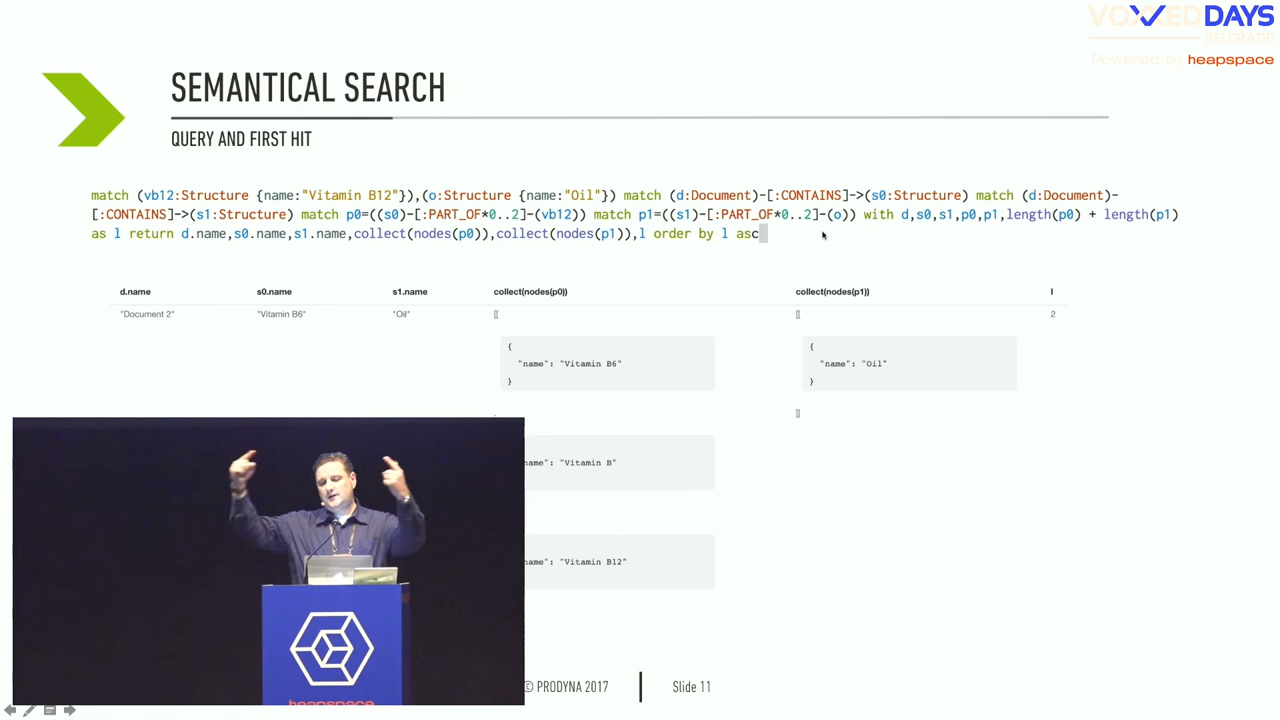 VOXXED DAYS
BELGRADE
Powered by heapspace
SEMANTICAL SEARCH
QUERY AND FIRST HIT
match (vb12:Structure {name:"Vitamin B12"}),(o:Structure {name:"Oil"}) match (d:Document)-[:CONTAINS]->(s0:Structure) match (d:Document)-
[:CONTAINS]->(s1:Structure) match p0=((s0)-[:PART_OF*0..2]-(vb12)) match p1=((s1)-[:PART_OF*0..2]-(o)) with d,s0,s1,p0,p1,length(p0) + length(p1)
as l return d.name,s0.name,s1.name,collect(nodes(p0)),collect(nodes(p1)),l order by l asc
d.name s0.name s1.name collect(nodes(p0)) collect(nodes(p1)) l
"Document 2" "Vitamin B6" "Oil" [[ [[ 2
{ {
"name": "Vitamin B6" "name": "Oil"
} }
, ]]
name": "Vitamin B"
name": "Vitamin B12"
heapspace
© PRODYNA 2017 Slide 11